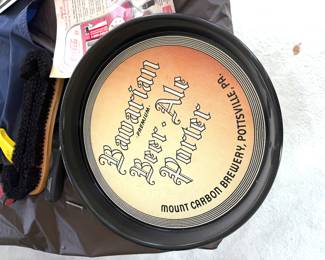 Bavarian
PREMIUM
Beer · Ale
Porter
MOUNT CARBON BREWERY, POTTSVILLE, PA.